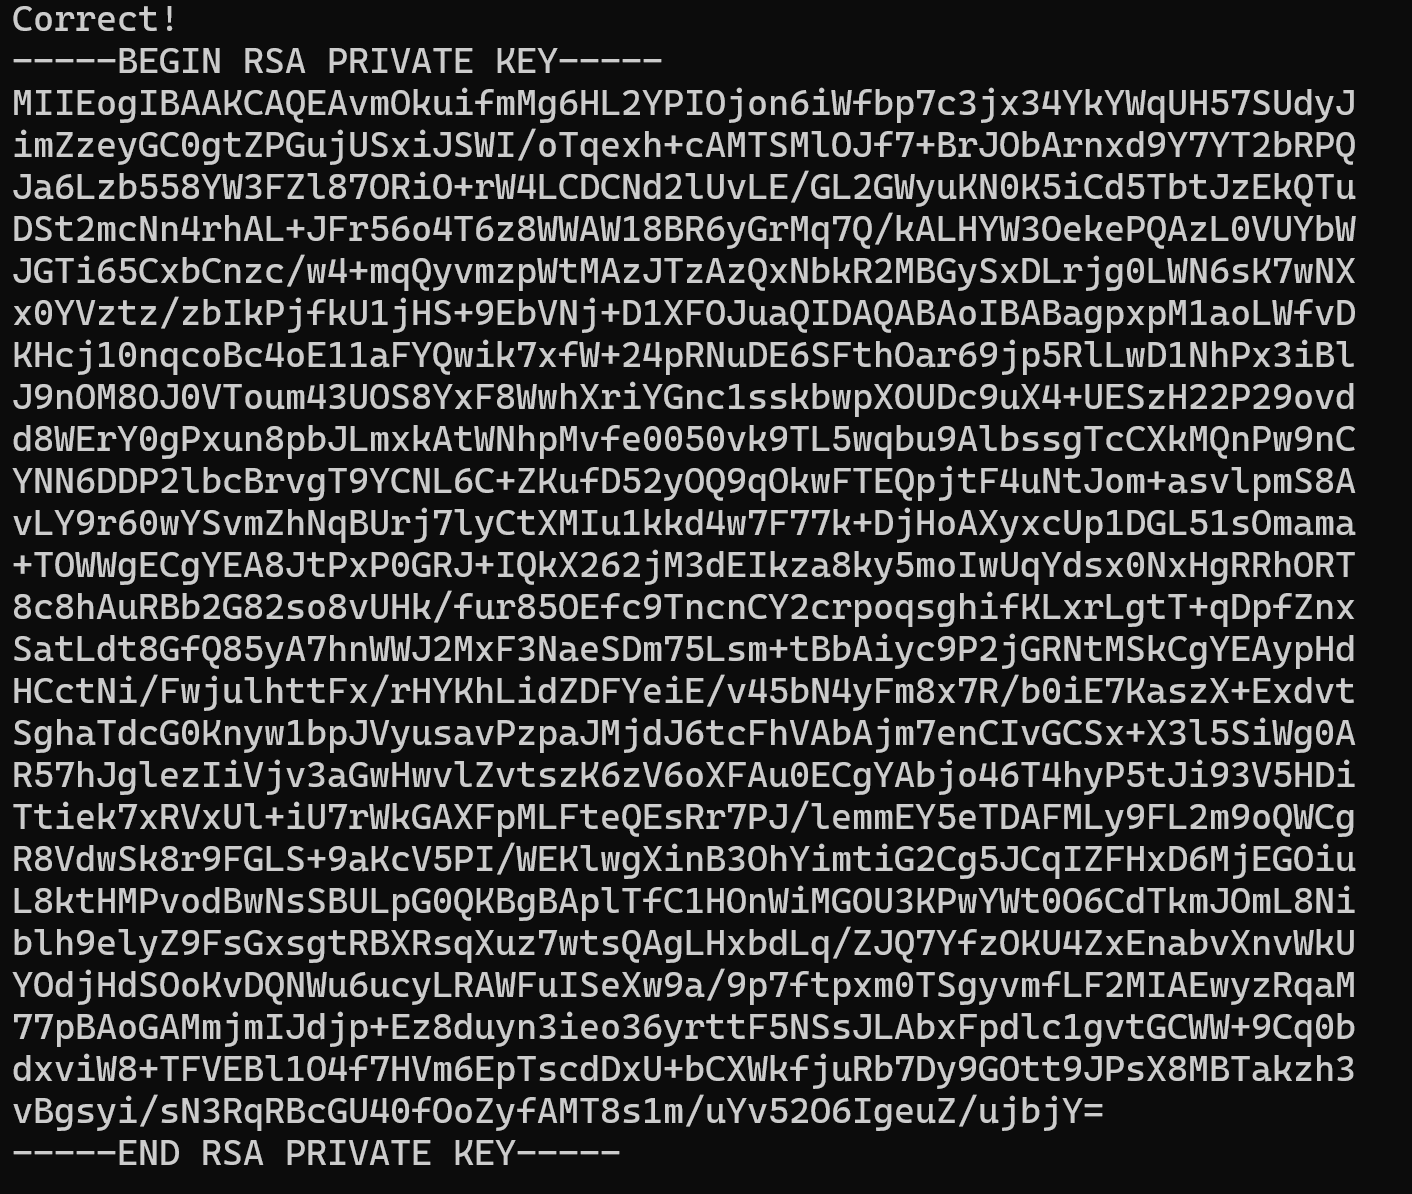 Correct!
-----BEGIN RSA PRIVATE KEY-----
MIIEogIBAAKCAQEAvmOkuifmMg6HL2YPIOjon6iWfbp7c3jx34YkYWqUH57SUdyJ
imZzeyGC0gtZPGujUSxiJSWI/oTqexh+cAMTSMlOJf7+BrJObArnxd9Y7YT2bRPQ
Ja6Lzb558YW3FZl87ORiO+rW4LCDCNd2lUvLE/GL2GWyuKN0K5iCd5TbtJzEkQTu
DSt2mcNn4rhAL+JFr56o4T6z8WWAW18BR6yGrMq7Q/kALHYW3OekePQAzL0VUYbW
JGTi65CxbCnzc/w4+mqQyvmzpWtMAzJTzAzQxNbkR2MBGySxDLrjg0LWN6sK7wNX
x0YVztz/zbIkPjfkU1jHS+9EbVNj+D1XFOJuaQIDAQABAoIBABagpxpM1aoLWfvD
KHcj10nqcoBc4oE11aFYQwik7xfW+24pRNuDE6SFthOar69jp5RlLwD1NhPx3iBl
J9nOM8OJ0VToum43UOS8YxF8WwhXriYGnc1sskbwpXOUDc9uX4+UESzH22P29ovd
d8WErY0gPxun8pbJLmxkAtWNhpMvfe0050vk9TL5wqbu9AlbssgTcCXkMQnPw9nC
YNN6DDP2lbcBrvgT9YCNL6C+ZKufD52yOQ9qOkwFTEQpjtF4uNtJom+asvlpmS8A
vLY9r60wYSvmZhNqBUrj7lyCtXMIu1kkd4w7F77k+DjHoAXyxcUp1DGL51sOmama
+TOWWgECgYEA8JtPxP0GRJ+IQkX262jM3dEIkza8ky5moIwUqYdsx0NxHgRRhORT
8c8hAuRBb2G82so8vUHk/fur85OEfc9TncnCY2crpoqsghifKLxrLgtT+qDpfZnx
SatLdt8GfQ85yA7hnWWJ2MxF3NaeSDm75Lsm+tBbAiyc9P2jGRNtMSkCgYEAypHd
HCctNi/FwjulhttFx/rHYKhLidZDFYeiE/v45bN4yFm8x7R/b0iE7KaszX+Exdvt
SghaTdcG0Knyw1bpJVyusavPzpaJMjdJ6tcFhVAbAjm7enCIvGCSx+X3l5SiWg0A
R57hJglezIiVjv3aGwHwvlZvtszK6zV6oXFAu0ECgYAbjo46T4hyP5tJi93V5HDi
Ttiek7xRVxUl+iU7rWkGAXFpMLFteQEsRr7PJ/lemmEY5eTDAFMLy9FL2m9oQWCg
R8VdwSk8r9FGLS+9aKcV5PI/WEKlwgXinB3OhYimtiG2Cg5JCqIZFHxD6MjEGOiu
L8ktHMPvodBwNsSBULpG0QKBgBAplTfC1HOnWiMGOU3KPwYWt0O6CdTkmJOmL8Ni
blh9elyZ9FsGxsgtRBXRsqXuz7wtsQAgLHxbdLq/ZJQ7YfzOKU4ZxEnabvXnvWkU
YOdjHdSOoKvDQNWu6ucyLRAWFuISeXw9a/9p7ftpxm0TSgyvmfLF2MIAEwyzRqaM
77pBAoGAMmjmIJdjp+Ez8duyn3ieo36yrttF5NSsJLAbxFpdlc1gvtGCWW+9Cq0b
dxviW8+TFVEBl1O4f7HVm6EpTscdDxU+bCXWkfjuRb7Dy9GOtt9JPsX8MBTakzh3
vBgsyi/sN3RqRBcGU40fOoZyfAMT8s1m/uYv52O6IgeuZ/ujbjY=
-----END RSA PRIVATE KEY-----